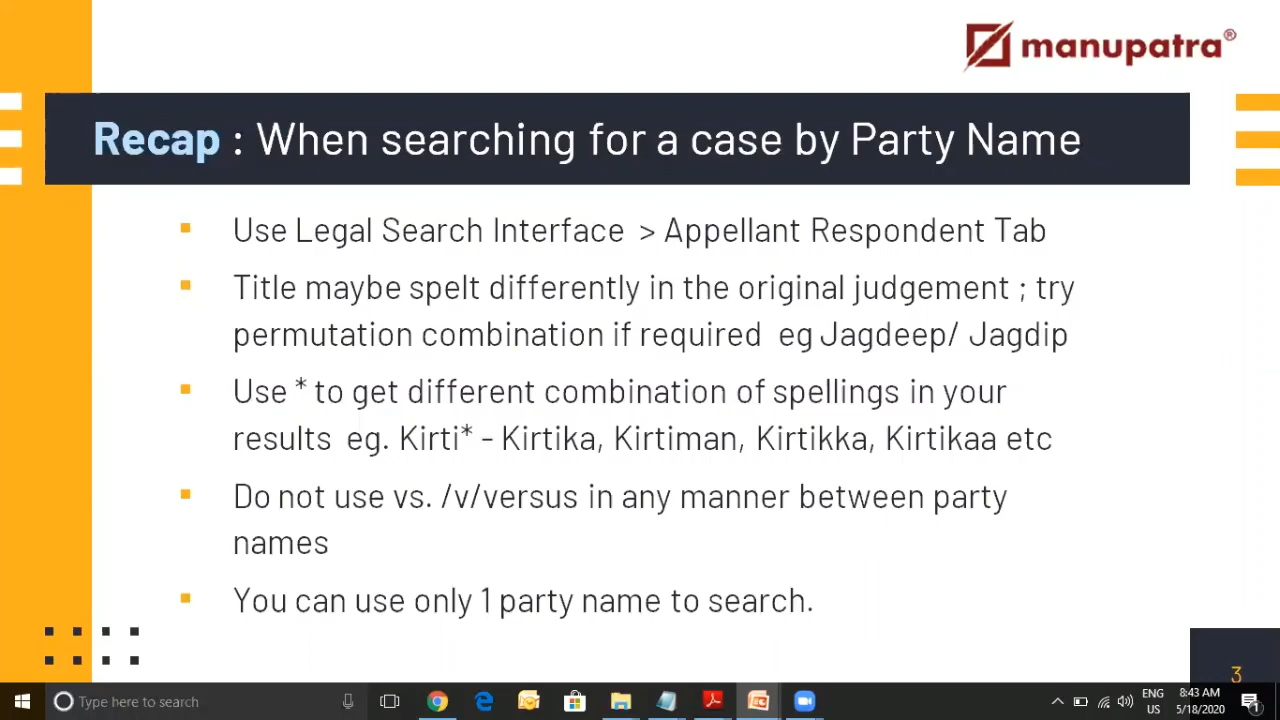 manupatra®
Recap : When searching for a case by Party Name
▪ Use Legal Search Interface > Appellant Respondent Tab
▪ Title maybe spelt differently in the original judgement ; try
permutation combination if required eg Jagdeep/ Jagdip
▪ Use * to get different combination of spellings in your
results eg. Kirti* - Kirtika, Kirtiman, Kirtikka, Kirtikaa etc
▪ Do not use vs. /v/versus in any manner between party
names
▪ You can use only 1 party name to search.
3
Type here to search
ENG
US
8:43 AM
5/18/2020
1